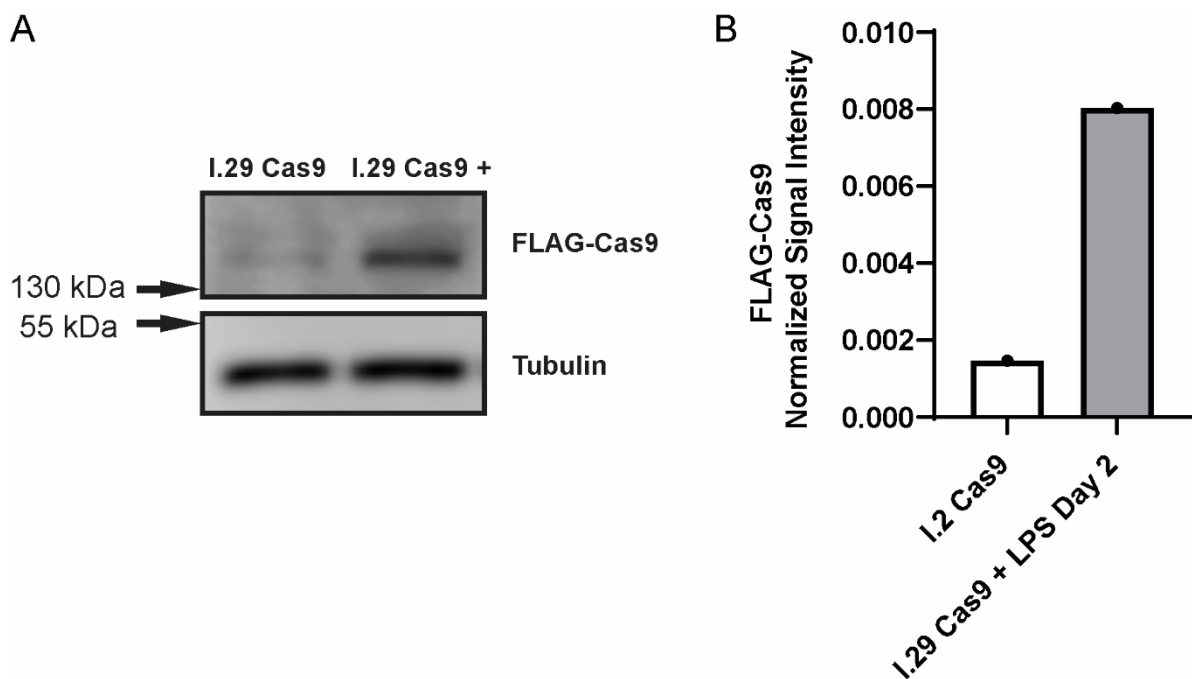 A
I.29 Cas9 I.29 Cas9 +
FLAG-Cas9
130 kDa
55 kDa
Tubulin
B
FLAG-Cas9
Normalized Signal Intensity
0.010
0.008
0.006
0.004
0.002
0.000
I.2 Cas9
I.29 Cas9 + LPS Day 2